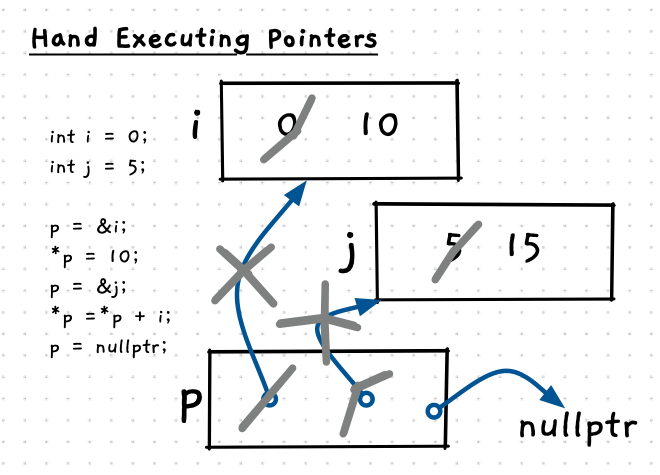 Hand Executing Pointers
i
0 10
int i = 0;
int j = 5;
p = &i;
*p = 10;
p = &j;
*p =*p + i;
p = nullptr;
j
5 15
p
nullptr